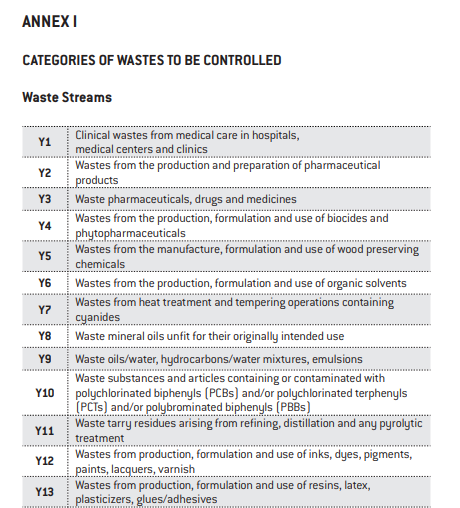 ANNEX I
CATEGORIES OF WASTES TO BE CONTROLLED
Waste Streams
Y1 Clinical wastes from medical care in hospitals,
medical centers and clinics
Y2 Wastes from the production and preparation of pharmaceutical
products
Y3 Waste pharmaceuticals, drugs and medicines
Y4 Wastes from the production, formulation and use of biocides and
phytopharmaceuticals
Y5 Wastes from the manufacture, formulation and use of wood preserving
chemicals
Y6 Wastes from the production, formulation and use of organic solvents
Y7 Wastes from heat treatment and tempering operations containing
cyanides
Y8 Waste mineral oils unfit for their originally intended use
Y9 Waste oils/water, hydrocarbons/water mixtures, emulsions
Y10 Waste substances and articles containing or contaminated with
polychlorinated biphenyls (PCBs) and/or polychlorinated terphenyls
(PCTs) and/or polybrominated biphenyls (PBBs)
Y11 Waste tarry residues arising from refining, distillation and any pyrolytic
treatment
Y12 Wastes from production, formulation and use of inks, dyes, pigments,
paints, lacquers, varnish
Y13 Wastes from production, formulation and use of resins, latex,
plasticizers, glues/adhesives